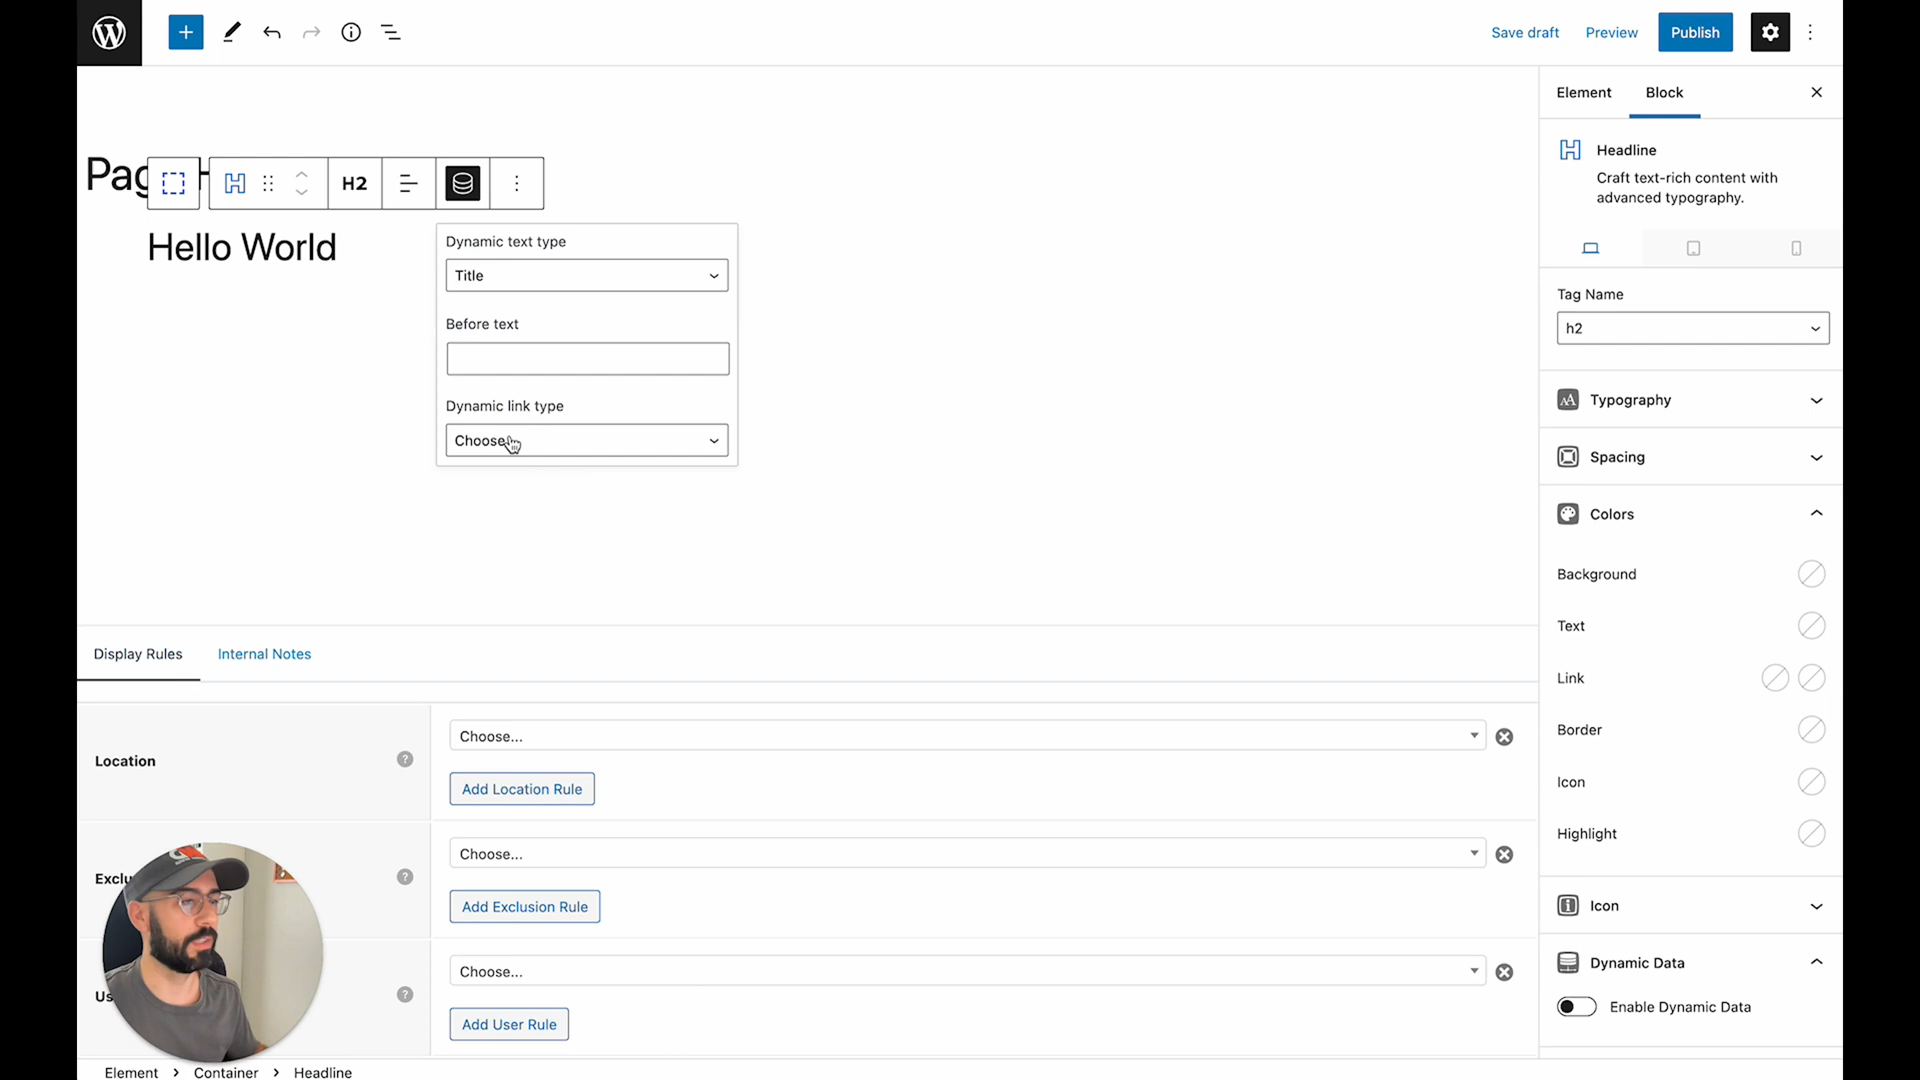 Save draft
Preview
Publish
Element
Block
Headline
Craft text-rich content with
advanced typography.
Tag Name
h2
Typography
Spacing
Colors
Background
Text
Link
Border
Icon
Highlight
Icon
Dynamic Data
Enable Dynamic Data
Pag
H
H2
Hello World
Dynamic text type
Title
Before text
Dynamic link type
Choose
Display Rules
Internal Notes
Location
?
Choose...
Add Location Rule
Exclu
?
Choose...
Add Exclusion Rule
Us
?
Choose...
Add User Rule
Element > Container > Headline